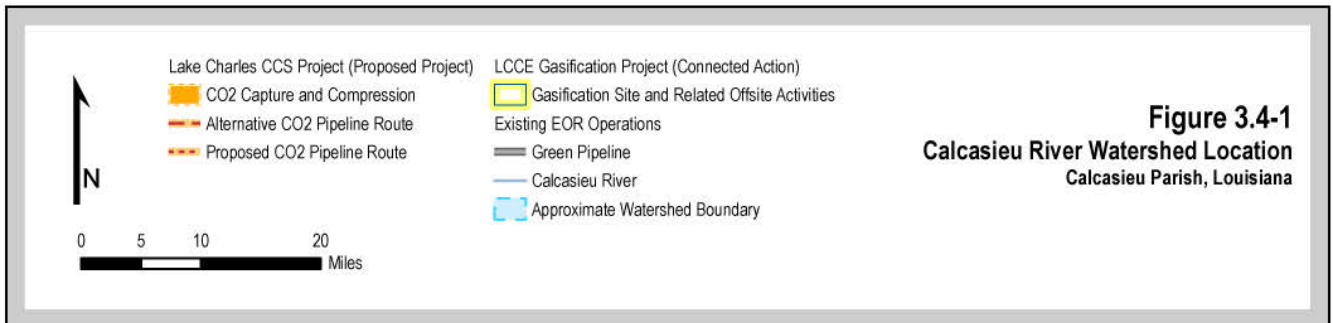 Lake Charles CCS Project (Proposed Project)
CO2 Capture and Compression
Alternative CO2 Pipeline Route
Proposed CO2 Pipeline Route
LCCE Gasification Project (Connected Action)
Gasification Site and Related Offsite Activities
Existing EOR Operations
Green Pipeline
Calcasieu River
Approximate Watershed Boundary
Figure 3.4-1
Calcasieu River Watershed Location
Calcasieu Parish, Louisiana
N
0 5 10 20
Miles